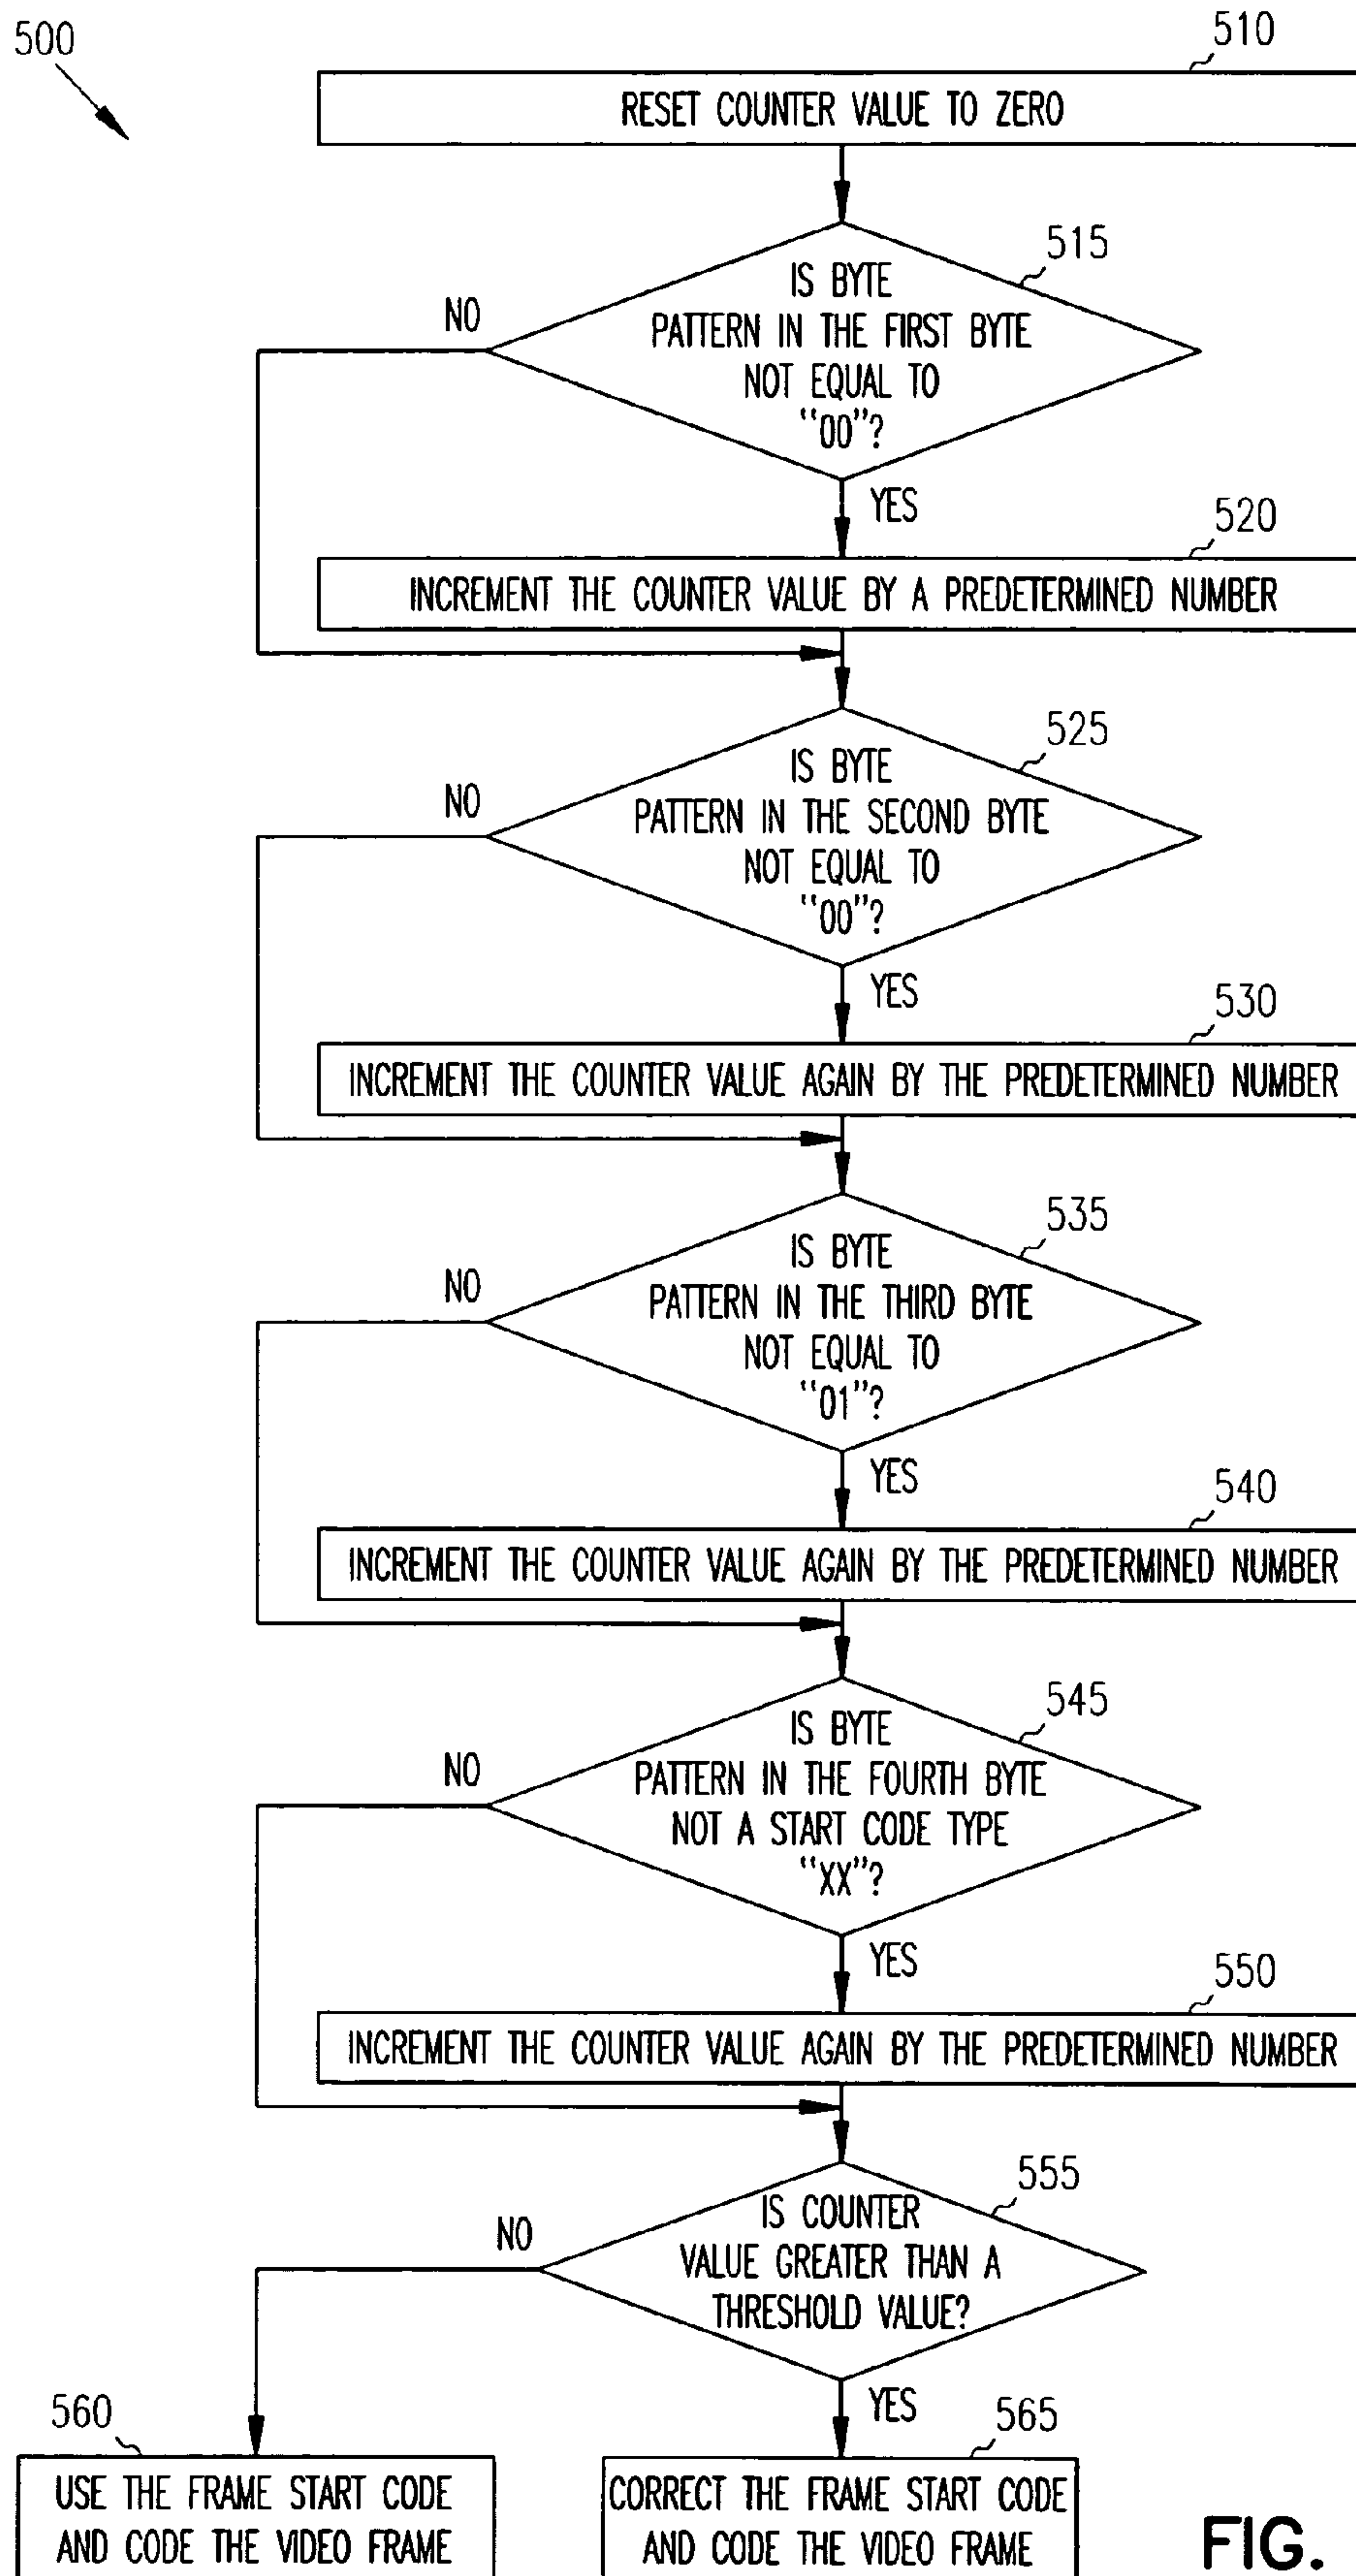 500
510
RESET COUNTER VALUE TO ZERO
515
IS BYTE
PATTERN IN THE FIRST BYTE
NOT EQUAL TO
"00"?
NO
YES
520
INCREMENT THE COUNTER VALUE BY A PREDETERMINED NUMBER
525
IS BYTE
PATTERN IN THE SECOND BYTE
NOT EQUAL TO
"00"?
NO
YES
530
INCREMENT THE COUNTER VALUE AGAIN BY THE PREDETERMINED NUMBER
535
IS BYTE
PATTERN IN THE THIRD BYTE
NOT EQUAL TO
"01"?
NO
YES
540
INCREMENT THE COUNTER VALUE AGAIN BY THE PREDETERMINED NUMBER
545
IS BYTE
PATTERN IN THE FOURTH BYTE
NOT A START CODE TYPE
"XX"?
NO
YES
550
INCREMENT THE COUNTER VALUE AGAIN BY THE PREDETERMINED NUMBER
555
IS COUNTER
VALUE GREATER THAN A
THRESHOLD VALUE?
NO
YES
560
USE THE FRAME START CODE
AND CODE THE VIDEO FRAME
565
CORRECT THE FRAME START CODE
AND CODE THE VIDEO FRAME
FIG.